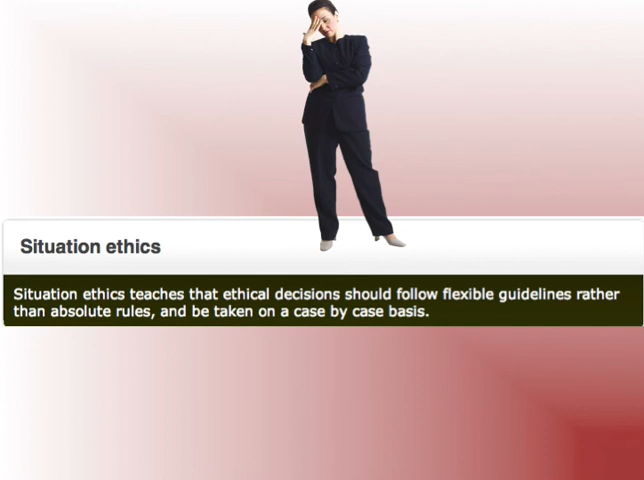 Situation ethics
Situation ethics teaches that ethical decisions should follow flexible guidelines rather
than absolute rules, and be taken on a case by case basis.